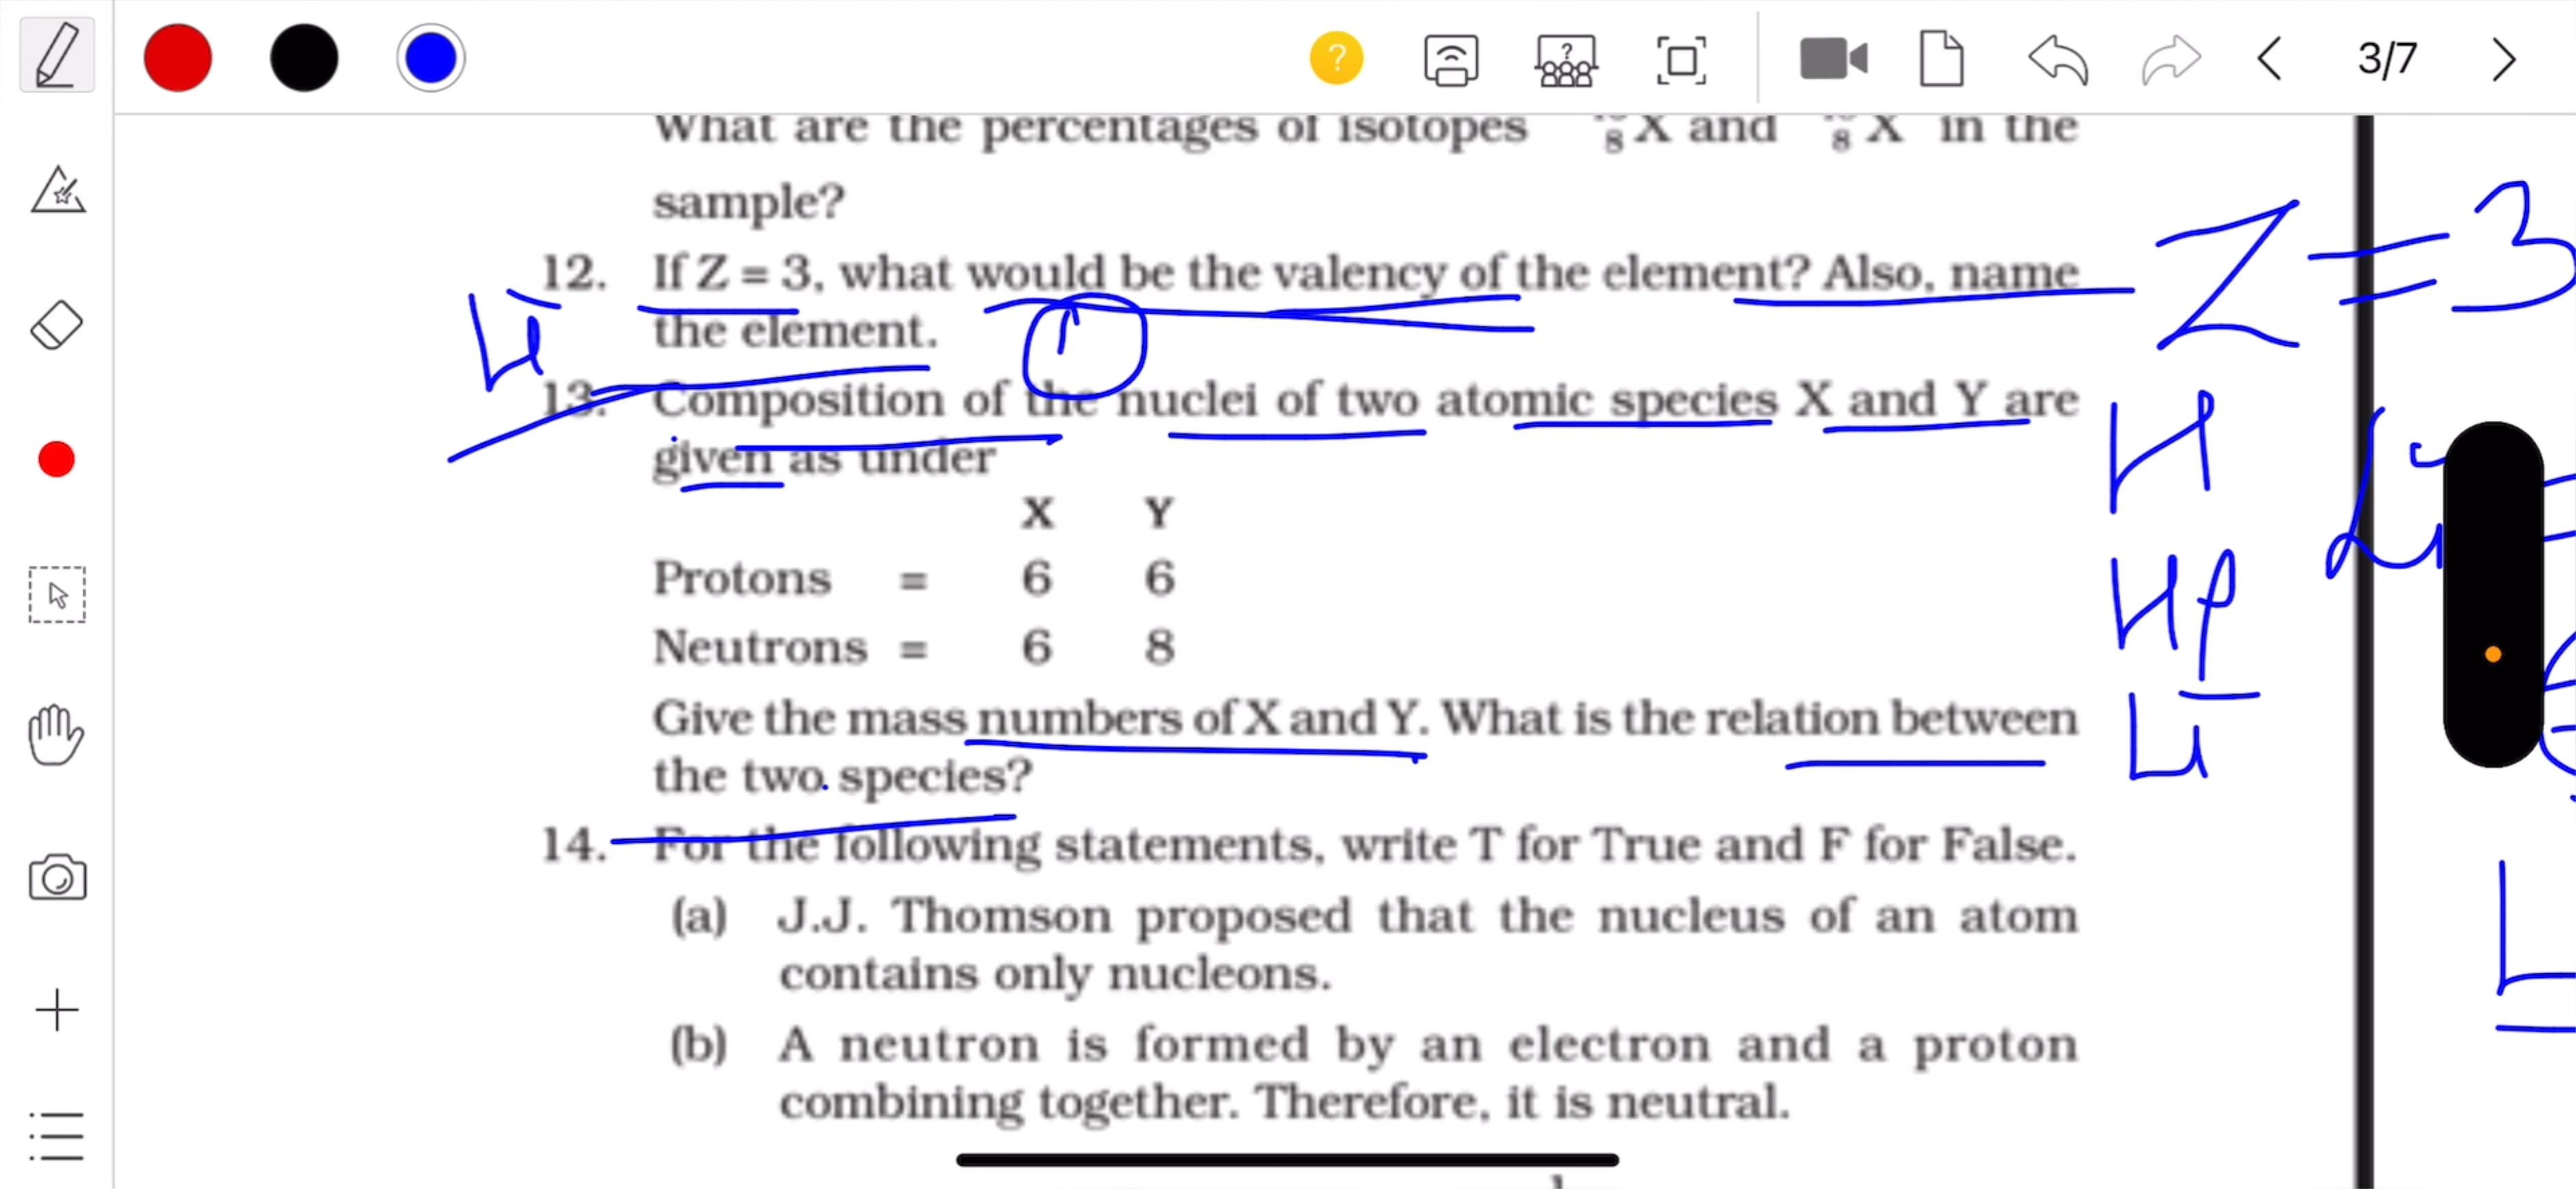 3/7
What are the percentages of isotopes 8 X and 8 X in the
sample?
12. If Z = 3, what would be the valency of the element? Also, name
the element.
Z = 3
Li
1
13. Composition of the nuclei of two atomic species X and Y are
given as under
H
X Y
Protons = 6 6
He
Neutrons = 6 8
Give the mass numbers of X and Y. What is the relation between
Li
the two species?
14. For the following statements, write T for True and F for False.
(a) J.J. Thomson proposed that the nucleus of an atom
contains only nucleons.
(b) A neutron is formed by an electron and a proton
combining together. Therefore, it is neutral.